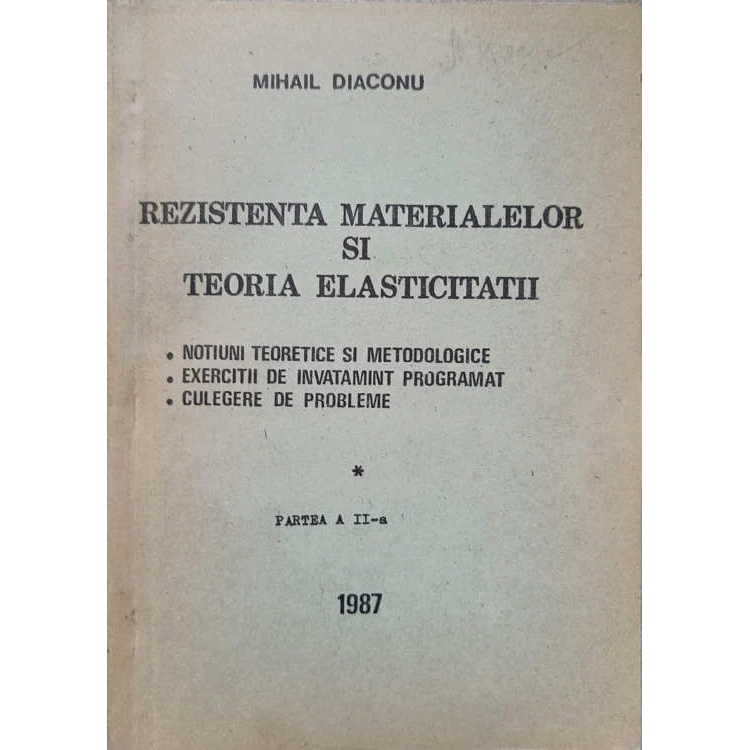 MIHAIL DIACONU
REZISTENTA MATERIALELOR
SI
TEORIA ELASTICITATII
• NOTIUNI TEORETICE SI METODOLOGICE
• EXERCITII DE INVATAMINT PROGRAMAT
• CULEGERE DE PROBLEME
*
PARTEA A II-a
1987